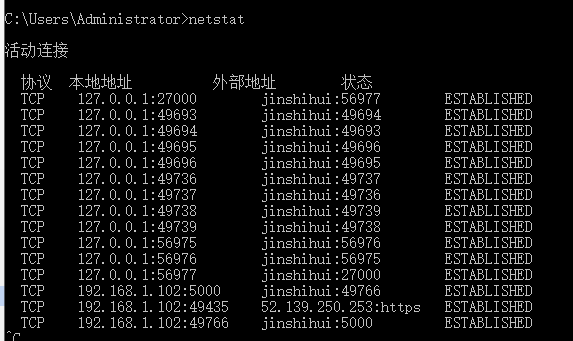 C:\Users\Administrator>netstat
活动连接
协议 本地地址 外部地址 状态
TCP 127.0.0.1:27000 jinshihui:56977 ESTABLISHED
TCP 127.0.0.1:49693 jinshihui:49694 ESTABLISHED
TCP 127.0.0.1:49694 jinshihui:49693 ESTABLISHED
TCP 127.0.0.1:49695 jinshihui:49696 ESTABLISHED
TCP 127.0.0.1:49696 jinshihui:49695 ESTABLISHED
TCP 127.0.0.1:49736 jinshihui:49737 ESTABLISHED
TCP 127.0.0.1:49737 jinshihui:49736 ESTABLISHED
TCP 127.0.0.1:49738 jinshihui:49739 ESTABLISHED
TCP 127.0.0.1:49739 jinshihui:49738 ESTABLISHED
TCP 127.0.0.1:56975 jinshihui:56976 ESTABLISHED
TCP 127.0.0.1:56976 jinshihui:56975 ESTABLISHED
TCP 127.0.0.1:56977 jinshihui:27000 ESTABLISHED
TCP 192.168.1.102:5000 jinshihui:49766 ESTABLISHED
TCP 192.168.1.102:49435 52.139.250.253:https ESTABLISHED
TCP 192.168.1.102:49766 jinshihui:5000 ESTABLISHED
^C